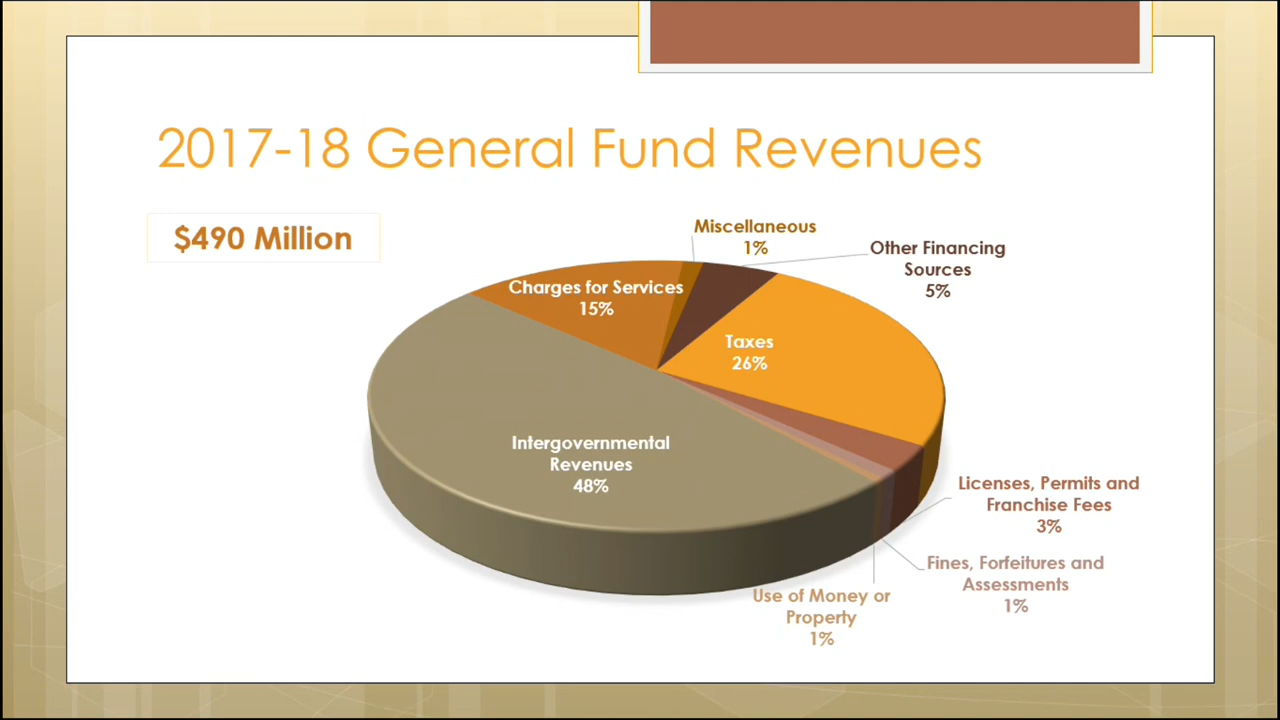 2017-18 General Fund Revenues
$490 Million
Miscellaneous
1%
Other Financing
Sources
5%
Charges for Services
15%
Taxes
26%
Intergovernmental
Revenues
48%
Licenses, Permits and
Franchise Fees
3%
Fines, Forfeitures and
Assessments
1%
Use of Money or
Property
1%